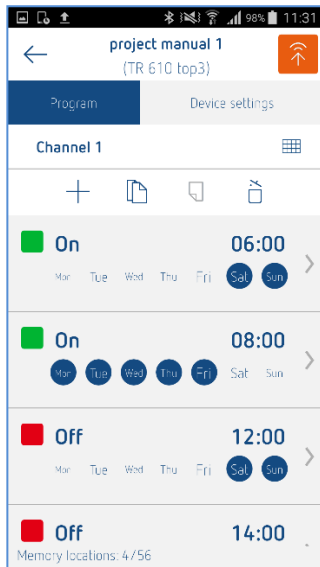 98% 11:31
project manual 1
(TR 610 top3)
Program Device settings
Channel 1
On 06:00
Mon Tue Wed Thu Fri Sat Sun
On 08:00
Mon Tue Wed Thu Fri Sat Sun
Off 12:00
Mon Tue Wed Thu Fri Sat Sun
Off 14:00
Memory locations: 4/56